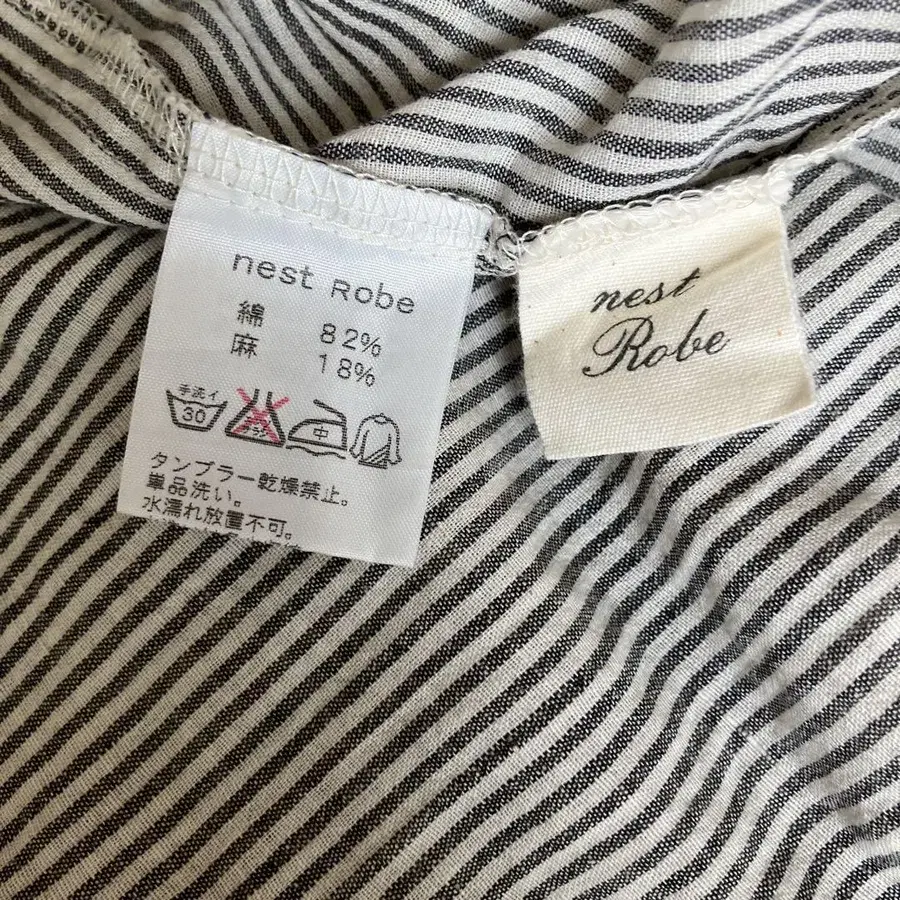 nest Robe
綿 82%
麻 18%
手洗イ
30
中
タンブラー乾燥禁止。
単品洗い。
水濡れ放置不可。
nest
Robe